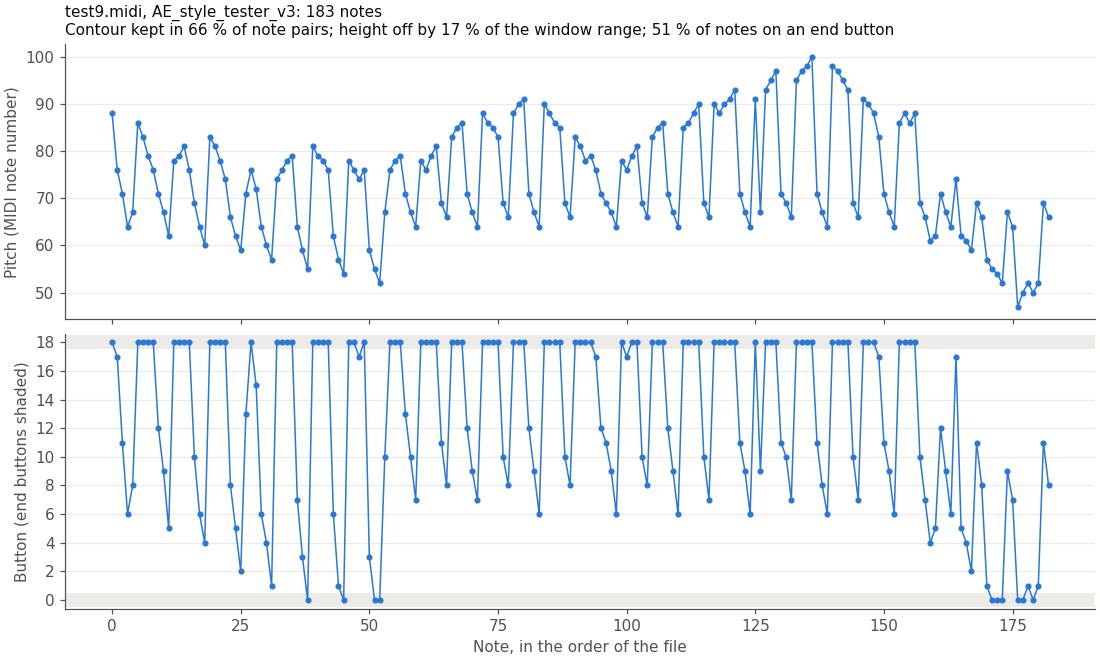 test9.midi, AE_style_tester_v3: 183 notes
Contour kept in 66 % of note pairs; height off by 17 % of the window range; 51 % of notes on an end button
Pitch (MIDI note number)
100
90
80
70
60
50
Button (end buttons shaded)
18
16
14
12
10
8
6
4
2
0
0 25 50 75 100 125 150 175
Note, in the order of the file